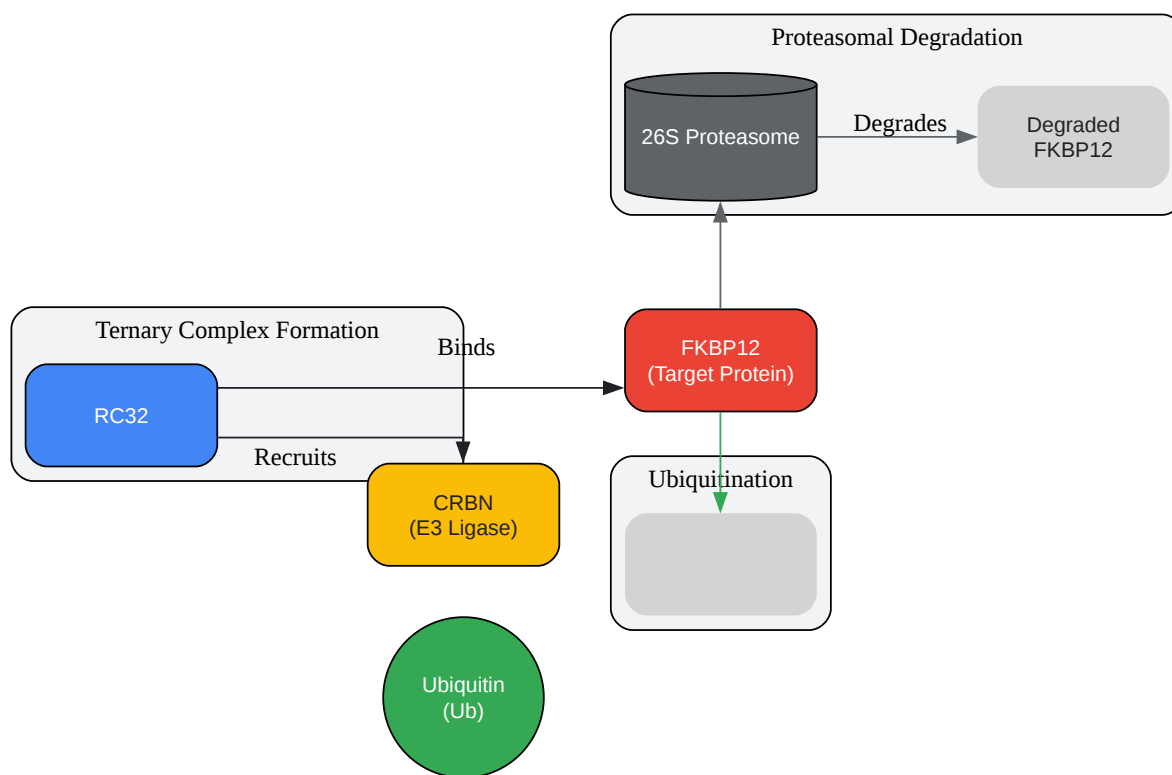 Proteasomal Degradation
26S Proteasome
Degrades
Degraded
FKBP12
Ternary Complex Formation
Binds
FKBP12
(Target Protein)
RC32
Recruits
CRBN
(E3 Ligase)
Ubiquitination
Ubiquitin
(Ub)